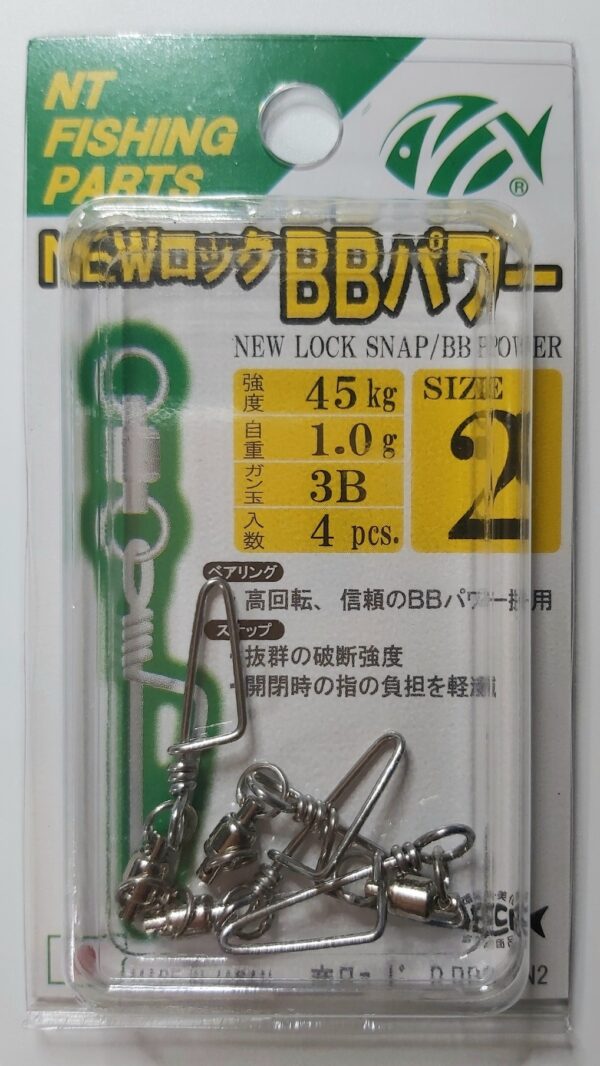 NT
FISHING
PARTS
®
NEWロック BBパワー
NEW LOCK SNAP/BB POWER
強度 45kg
自重 1.0g
ガン玉 3B
入数 4 pcs.
SIZE
2
ベアリング
高回転、信頼のBBパワー採用
スナップ
・抜群の破断強度
・開閉時の指の負担を軽減
MADE IN JAPAN